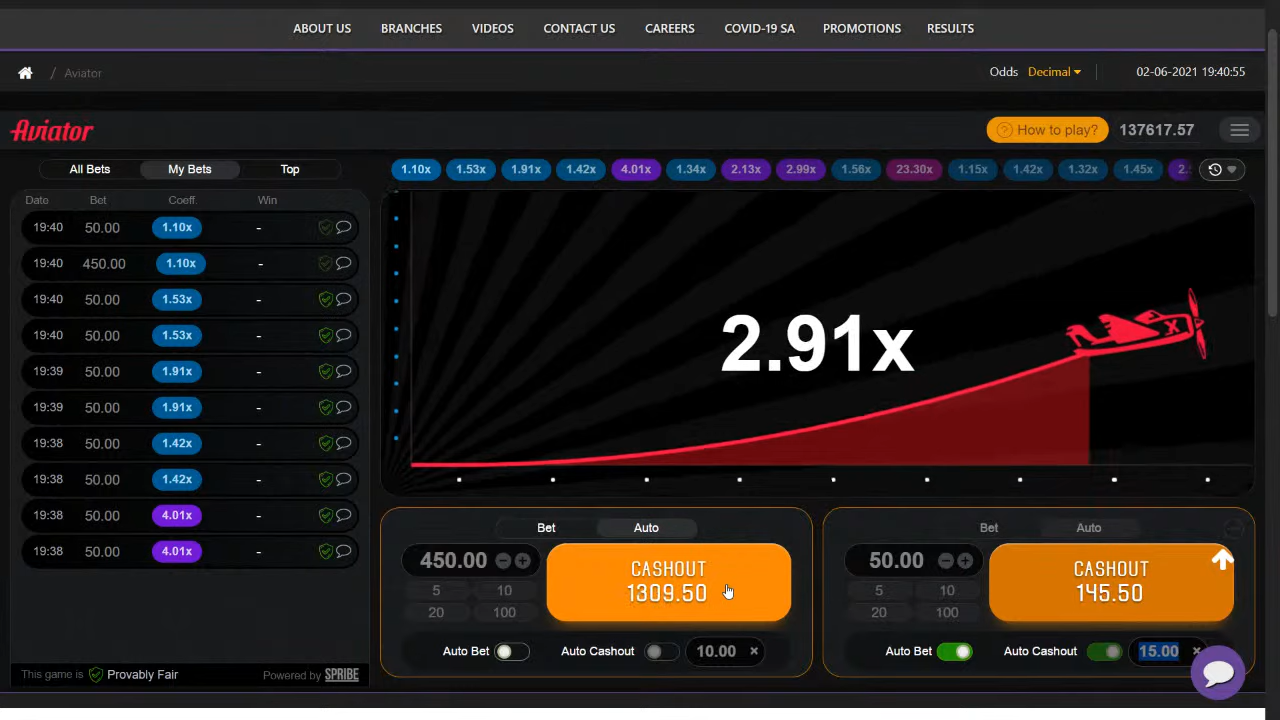 ABOUT US BRANCHES VIDEOS CONTACT US CAREERS COVID-19 SA PROMOTIONS RESULTS
/ Aviator Odds Decimal 02-06-2021 19:40:55
Aviator ? How to play? 137617.57
All Bets My Bets Top 1.10x 1.53x 1.91x 1.42x 4.01x 1.34x 2.13x 2.99x 1.56x 23.30x 1.15x 1.42x 1.32x 1.45x 2.
Date Bet Coeff. Win
19:40 50.00 1.10x -
19:40 450.00 1.10x -
19:40 50.00 1.53x -
19:40 50.00 1.53x -
19:39 50.00 1.91x -
19:39 50.00 1.91x -
19:38 50.00 1.42x -
19:38 50.00 1.42x -
19:38 50.00 4.01x -
19:38 50.00 4.01x -
This game is Provably Fair Powered by SPRIBE
2.91x
X
Bet Auto
450.00 - +
5 10
20 100
CASHOUT
1309.50
Auto Bet Auto Cashout 10.00 ×
Bet Auto
50.00 - +
5 10
20 100
CASHOUT
145.50
Auto Bet Auto Cashout 15.00 ×